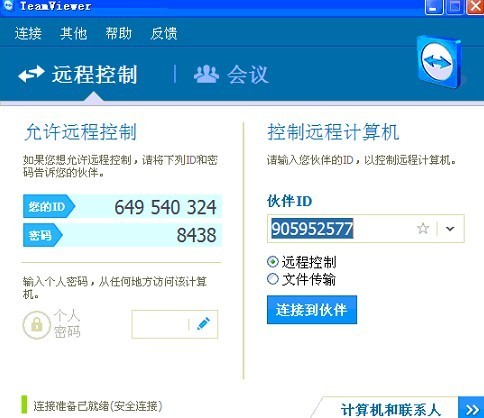 TeamViewer
连接 其他 帮助 反馈
远程控制 会议
允许远程控制
如果您想允许远程控制，请将下列ID和密
码告诉您的伙伴。
您的ID 649 540 324
密码 8438
输入个人密码，从任何地方访问该计算
机。
个人
密码
控制远程计算机
请输入您伙伴的ID，以控制远程计算机。
伙伴ID
905952577
远程控制
文件传输
连接到伙伴
连接准备已就绪(安全连接)
计算机和联系人